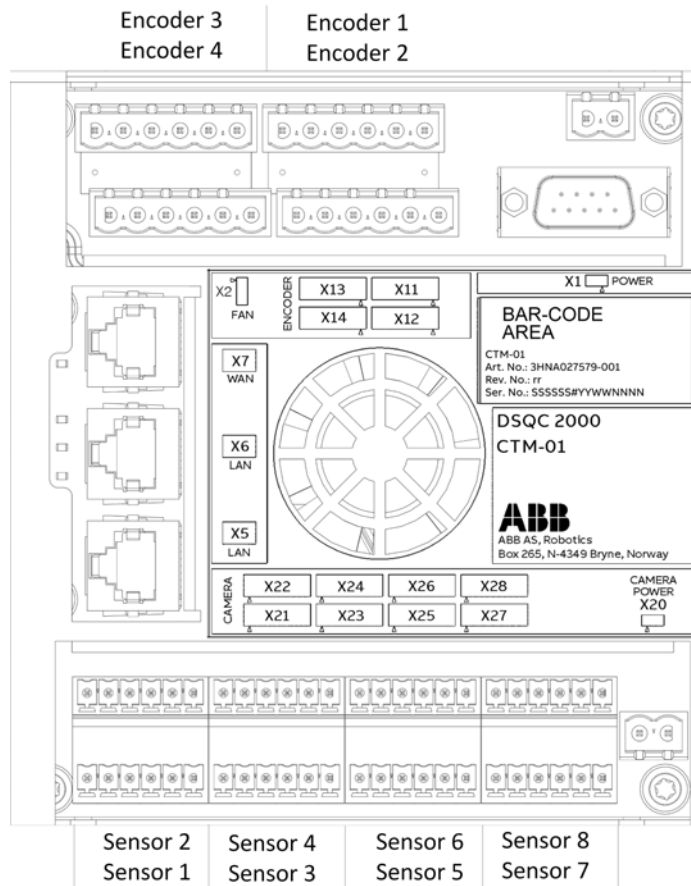 Encoder 3
Encoder 4
Encoder 1
Encoder 2
X2
FAN
ENCODER
X13
X11
X14
X12
X1
POWER
BAR-CODE
AREA
CTM-01
Art. No.: 3HNA027579-001
Rev. No.: rr
Ser. No.: SSSSSS#YYWWNNNN
X7
WAN
X6
LAN
X5
LAN
DSQC 2000
CTM-01
ABB
ABB AS, Robotics
Box 265, N-4349 Bryne, Norway
CAMERA
X22
X24
X26
X28
X21
X23
X25
X27
CAMERA
POWER
X20
Sensor 2
Sensor 1
Sensor 4
Sensor 3
Sensor 6
Sensor 5
Sensor 8
Sensor 7